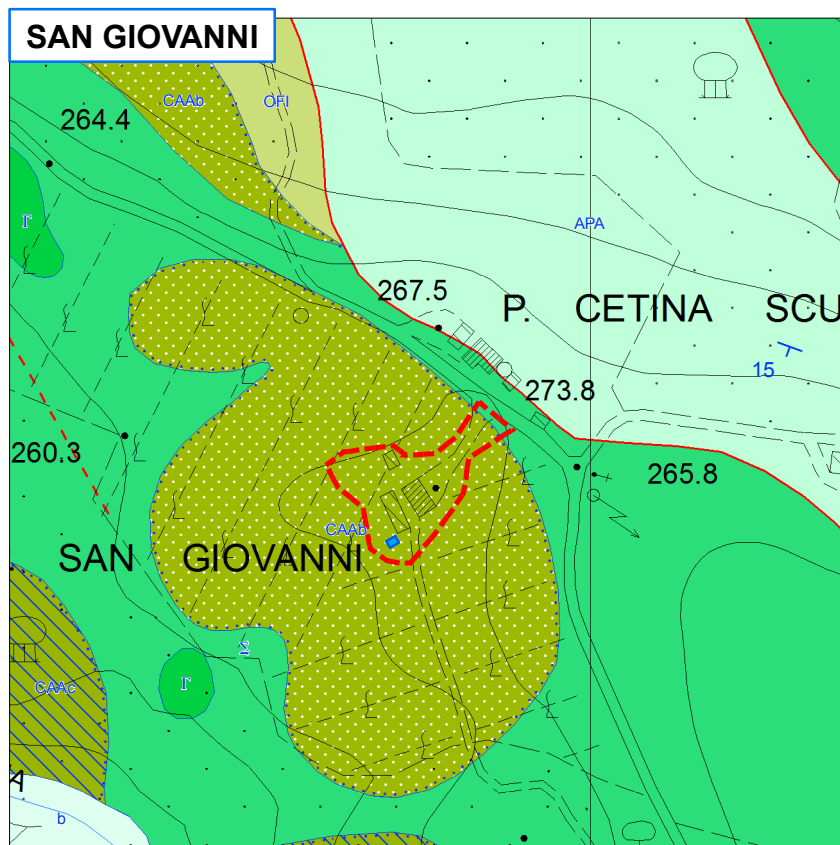 SAN GIOVANNI
CAAb
OFI
264.4
Γ
APA
267.5
P. CETINA SCU
273.8
15
260.3
265.8
CAAb
SAN GIOVANNI
Σ
Γ
CAAc
A
b